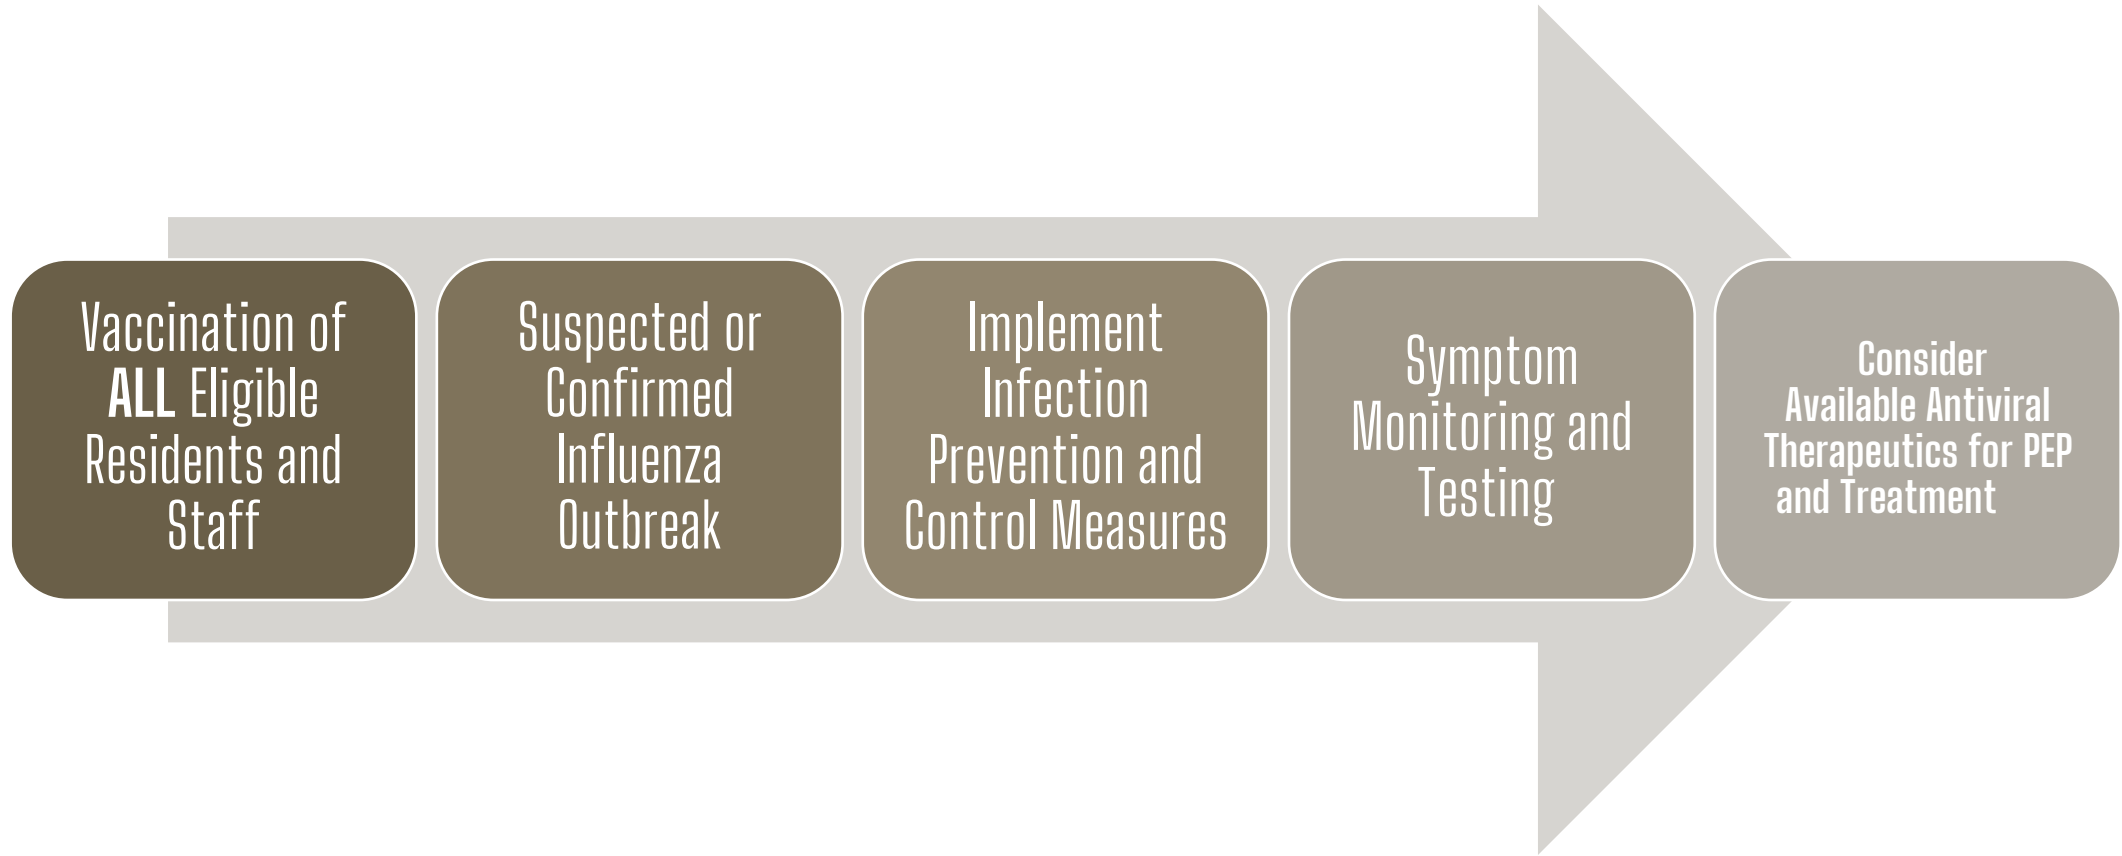 Vaccination of
ALL Eligible
Residents and
Staff
Suspected or
Confirmed
Influenza
Outbreak
Implement
Infection
Prevention and
Control Measures
Symptom
Monitoring and
Testing
Consider
Available Antiviral
Therapeutics for PEP
and Treatment